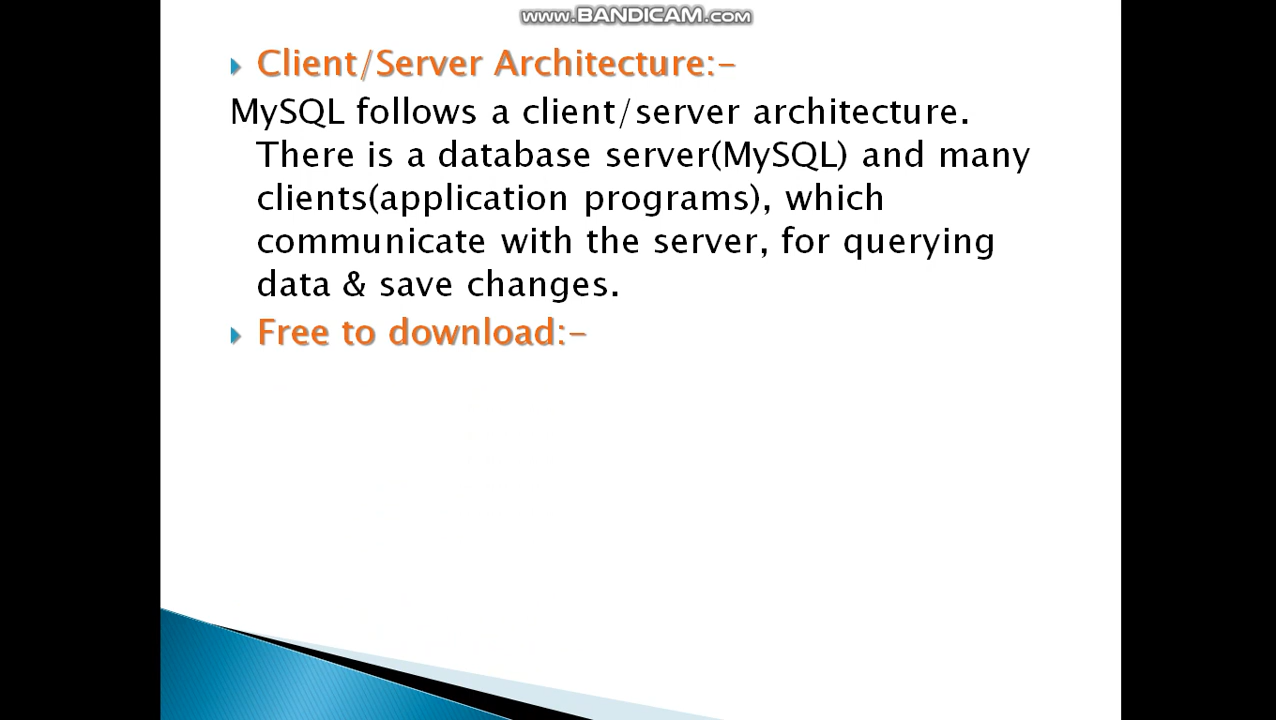 www.BANDICAM.com
Client/Server Architecture:-
MySQL follows a client/server architecture.
There is a database server(MySQL) and many
clients(application programs), which
communicate with the server, for querying
data & save changes.
Free to download:-